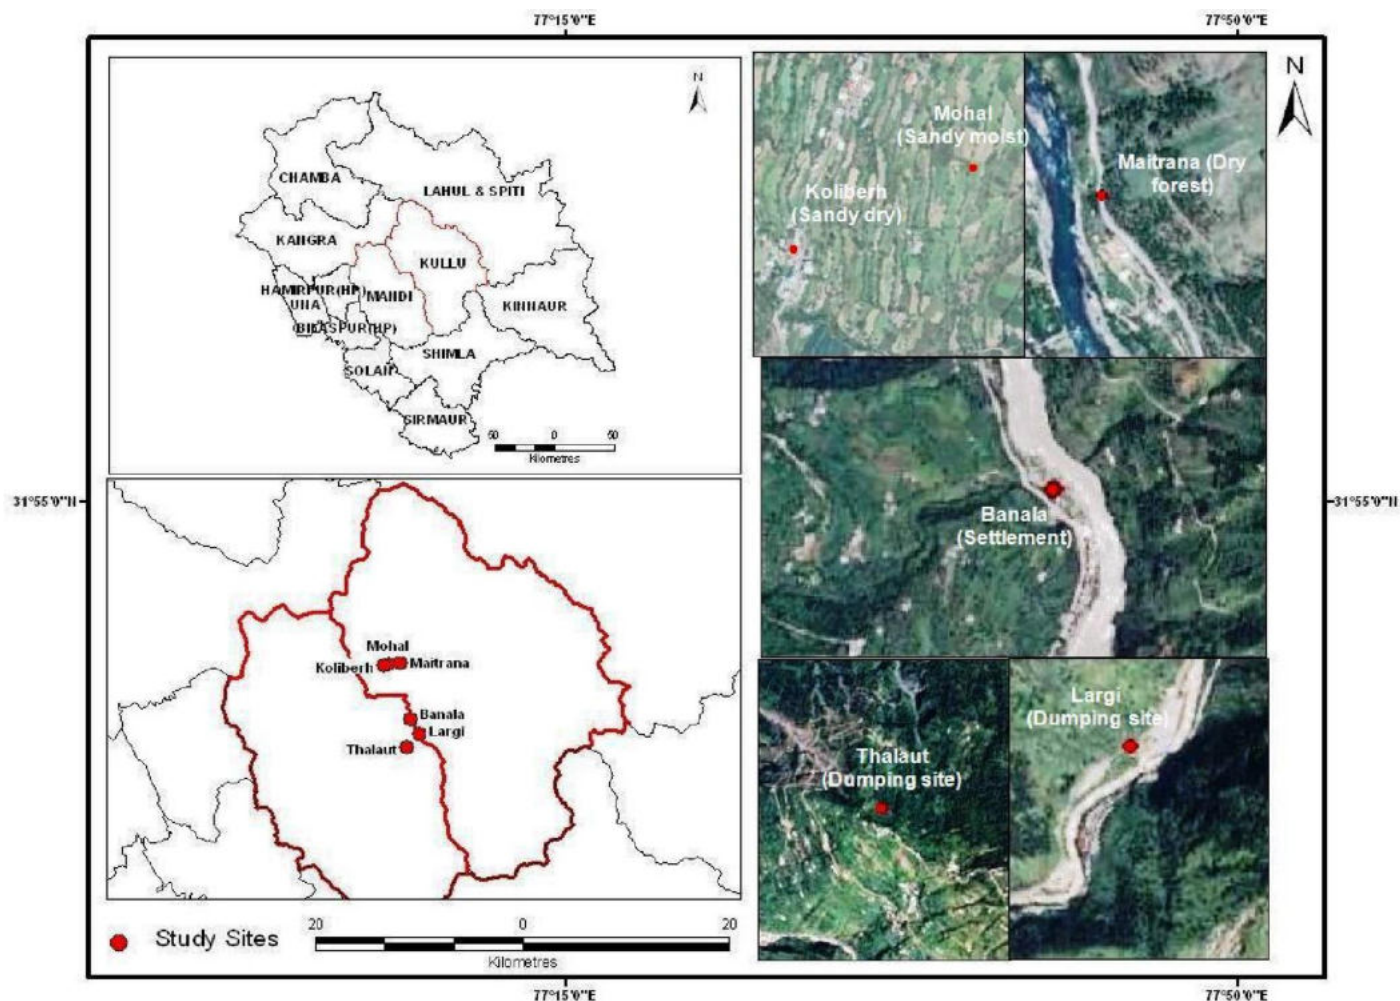 77°15'0"E
77°50'0"E
N
CHAMBA
LAHUL & SPITI
KANGRA
KULLU
HAMIRPUR(HP)
MANDI
UNA
KINNAUR
(BILASPUR(HP)
SHIMLA
SOLAN
SIRMAUR
50 0 50
Kilometres
Mohal
(Sandy moist)
Koliberh
(Sandy dry)
Maitrana (Dry
forest)
N
31°55'0"N
31°55'0"N
Banala
(Settlement)
Mohal
Koliberh
Maitrana
Banala
Largi
Thalaut
Thalaut
(Dumping site)
Largi
(Dumping site)
Study Sites
20 0 20
Kilometres
77°15'0"E
77°50'0"E